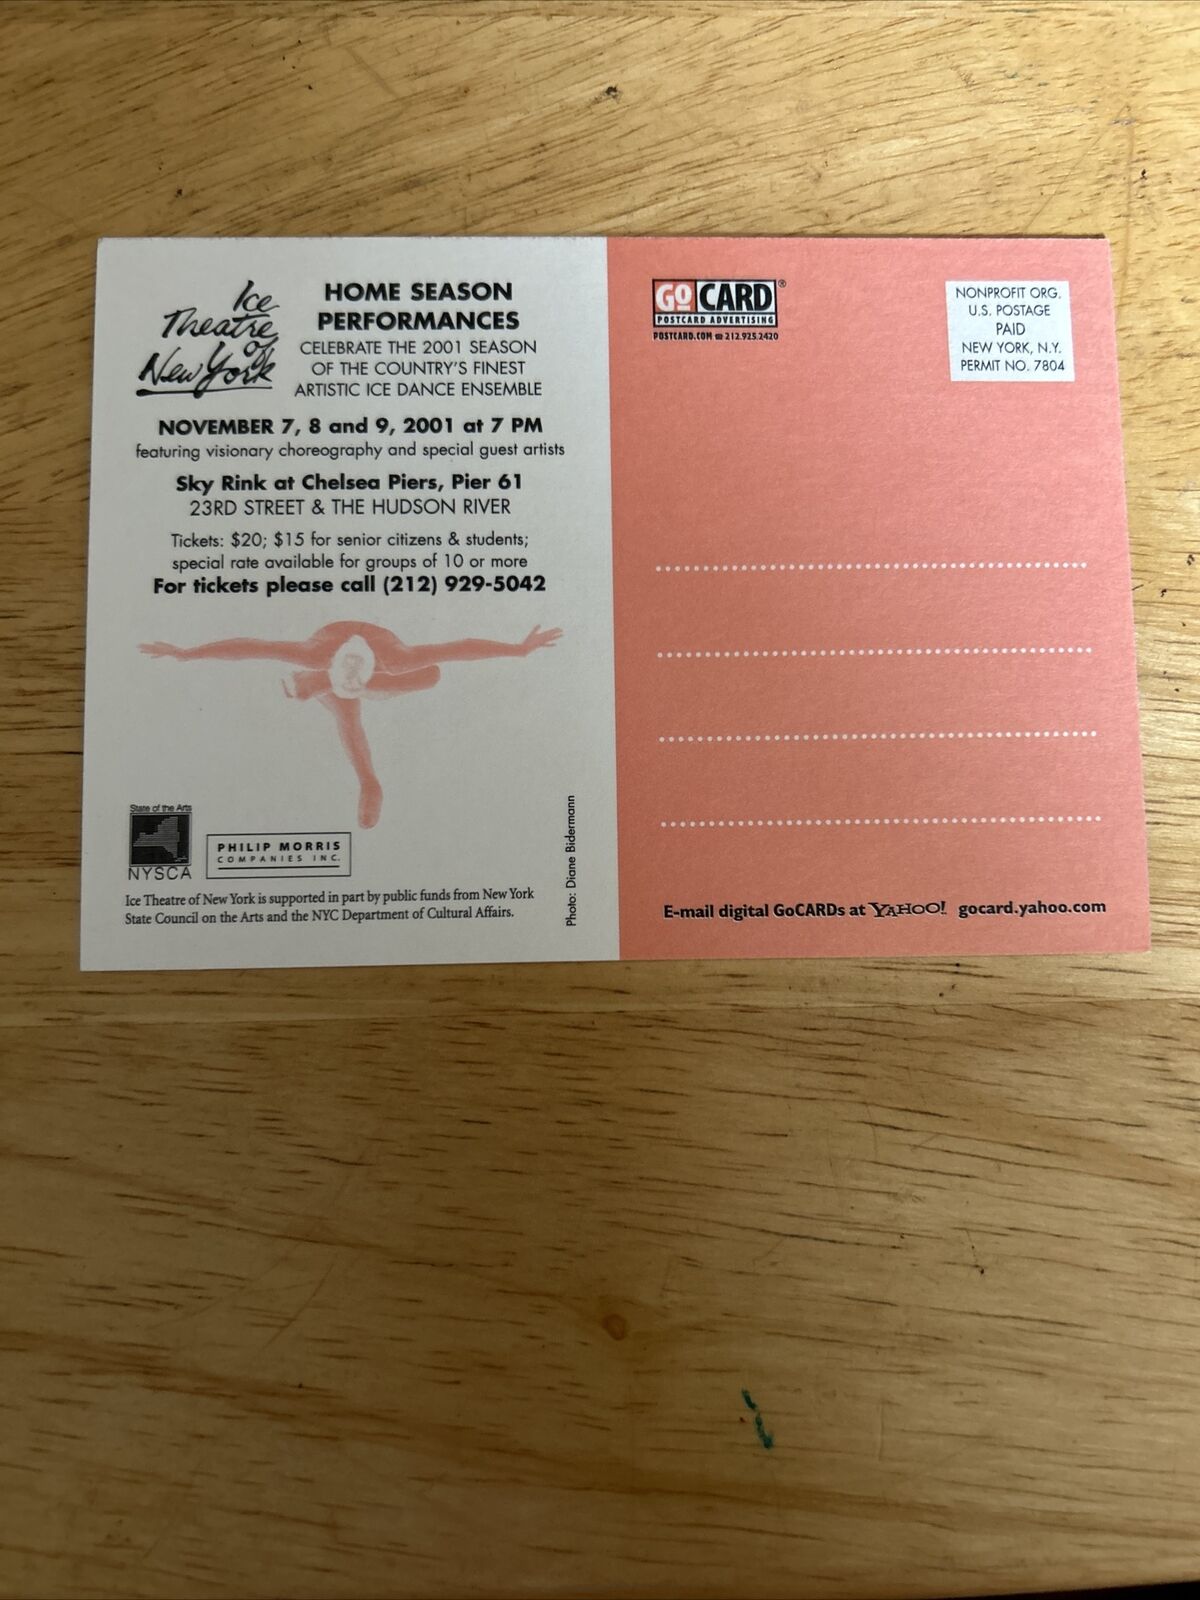 Ice
Theatre
of
New York
HOME SEASON
PERFORMANCES
CELEBRATE THE 2001 SEASON
OF THE COUNTRY'S FINEST
ARTISTIC ICE DANCE ENSEMBLE
NOVEMBER 7, 8 and 9, 2001 at 7 PM
featuring visionary choreography and special guest artists
Sky Rink at Chelsea Piers, Pier 61
23RD STREET & THE HUDSON RIVER
Tickets: $20; $15 for senior citizens & students;
special rate available for groups of 10 or more
For tickets please call (212) 929-5042
State of the Arts
NYSCA
PHILIP MORRIS
COMPANIES INC.
Photo: Diane Bidermann
Ice Theatre of New York is supported in part by public funds from New York
State Council on the Arts and the NYC Department of Cultural Affairs.
GO CARD®
POSTCARD ADVERTISING
POSTCARD.COM ☎ 212.925.2420
NONPROFIT ORG.
U.S. POSTAGE
PAID
NEW YORK, N.Y.
PERMIT NO. 7804
E-mail digital GoCARDs at YAHOO! gocard.yahoo.com